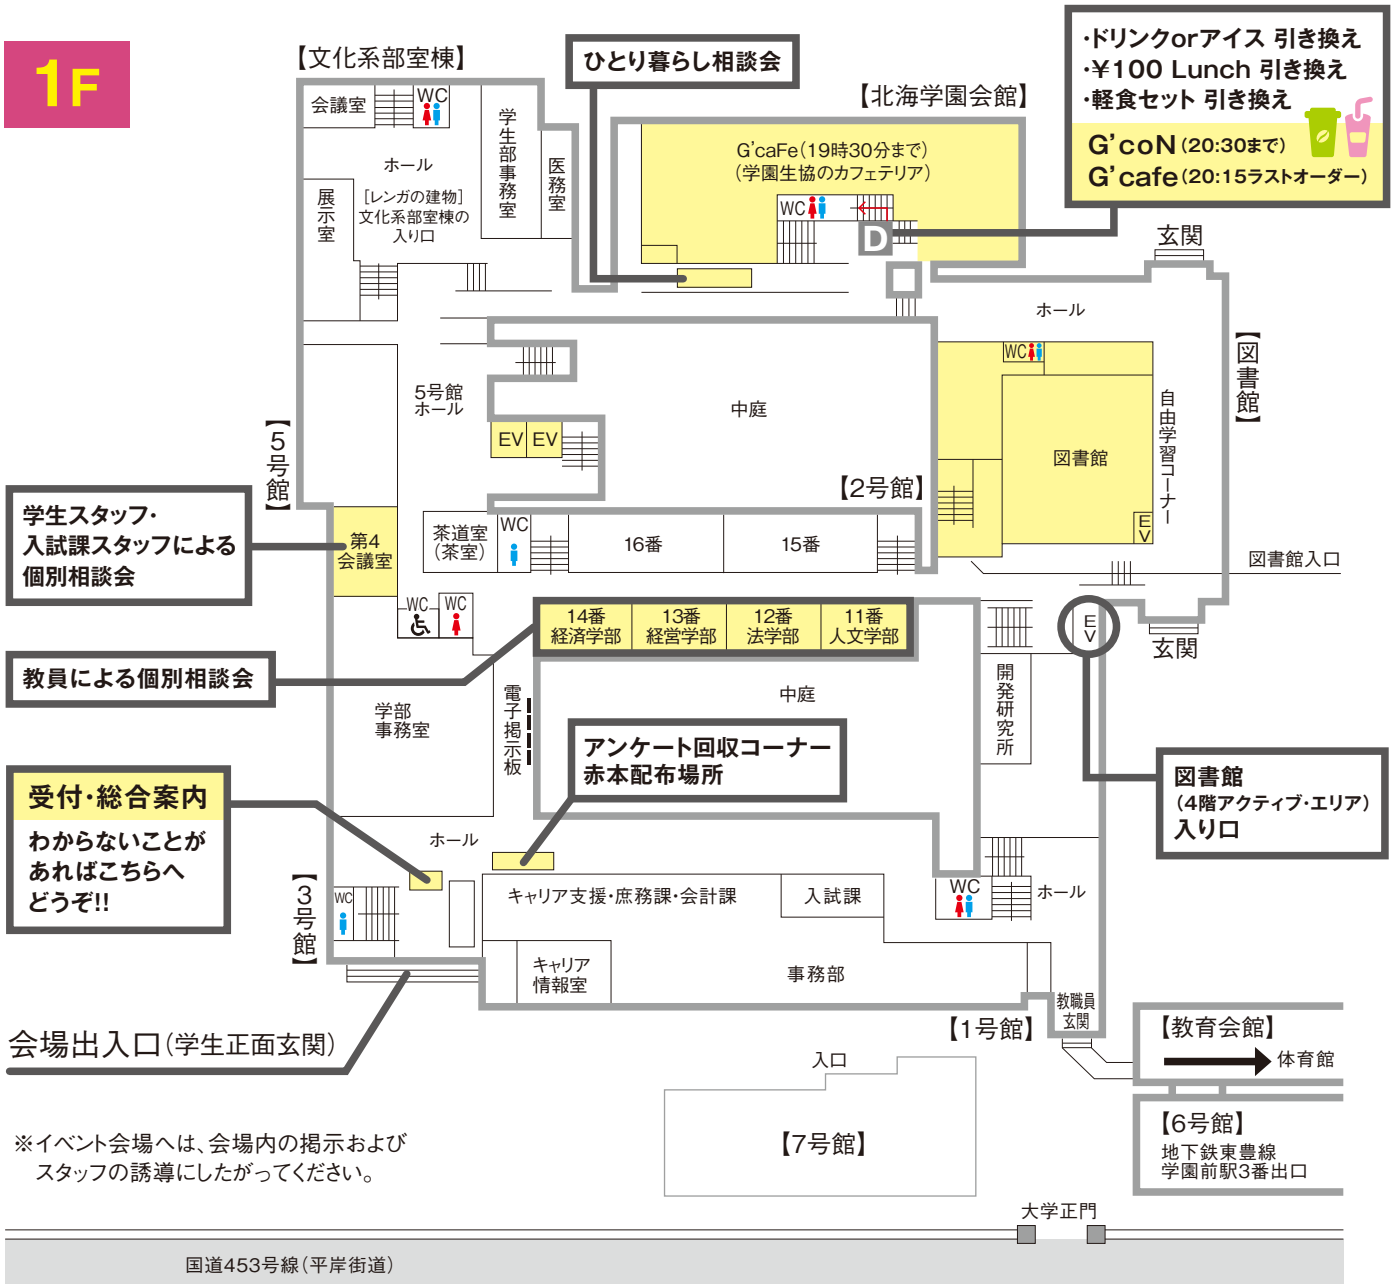 1F
【文化系部室棟】
ひとり暮らし相談会
【北海学園会館】
・ドリンクorアイス 引き換え
・¥100 Lunch 引き換え
・軽食セット 引き換え
G'coN(20:30まで)
G'cafe(20:15ラストオーダー)
会議室
WC
ホール
学生部事務室
医務室
展示室
[レンガの建物]
文化系部室棟の
入り口
G'caFe(19時30分まで)
(学園生協のカフェテリア)
WC
D
玄関
ホール
WC
【図書館】
自由学習コーナー
図書館
EV
図書館入口
玄関
5号館
ホール
中庭
EV
EV
【5号館】
【2号館】
学生スタッフ・
入試課スタッフによる
個別相談会
第4
会議室
茶道室
(茶室)
WC
16番
15番
WC
WC
14番
経済学部
13番
経営学部
12番
法学部
11番
人文学部
EV
教員による個別相談会
学部
事務室
電子掲示板
中庭
開発研究所
アンケート回収コーナー
赤本配布場所
図書館
(4階アクティブ・エリア)
入り口
受付・総合案内
わからないことが
あればこちらへ
どうぞ!!
ホール
【3号館】
WC
キャリア支援・庶務課・会計課
入試課
WC
ホール
キャリア
情報室
事務部
教職員
玄関
【1号館】
会場出入口(学生正面玄関)
【教育会館】
体育館
入口
【7号館】
【6号館】
地下鉄東豊線
学園前駅3番出口
※イベント会場へは、会場内の掲示および
スタッフの誘導にしたがってください。
大学正門
国道453号線(平岸街道)